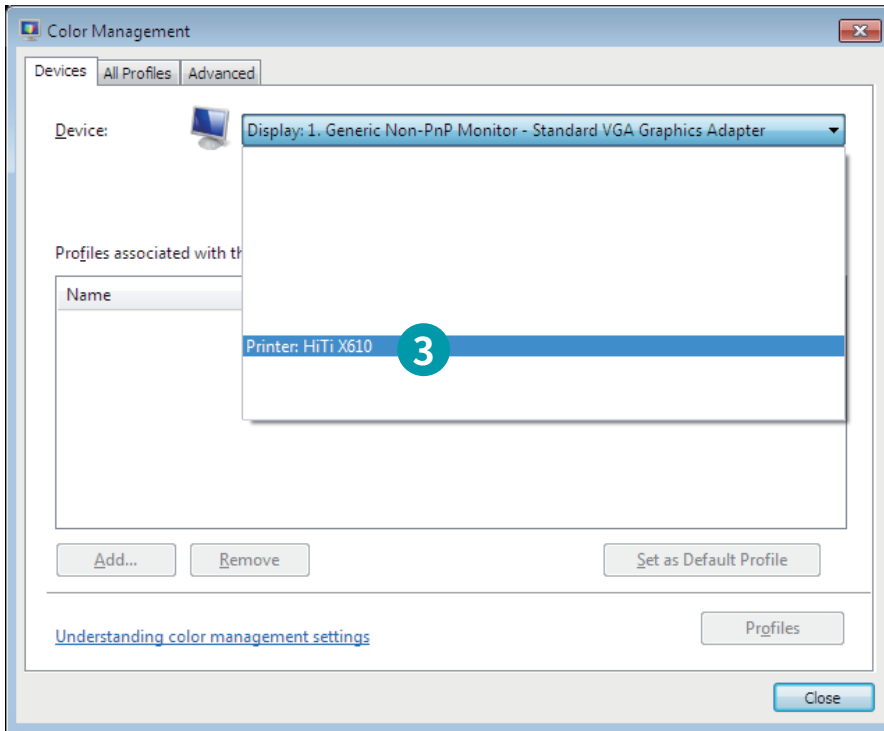 Color Management
Devices All Profiles Advanced
Device: Display: 1. Generic Non-PnP Monitor - Standard VGA Graphics Adapter
Profiles associated with th
Name
Printer: HiTi X610 3
Add... Remove Set as Default Profile
Understanding color management settings Profiles
Close